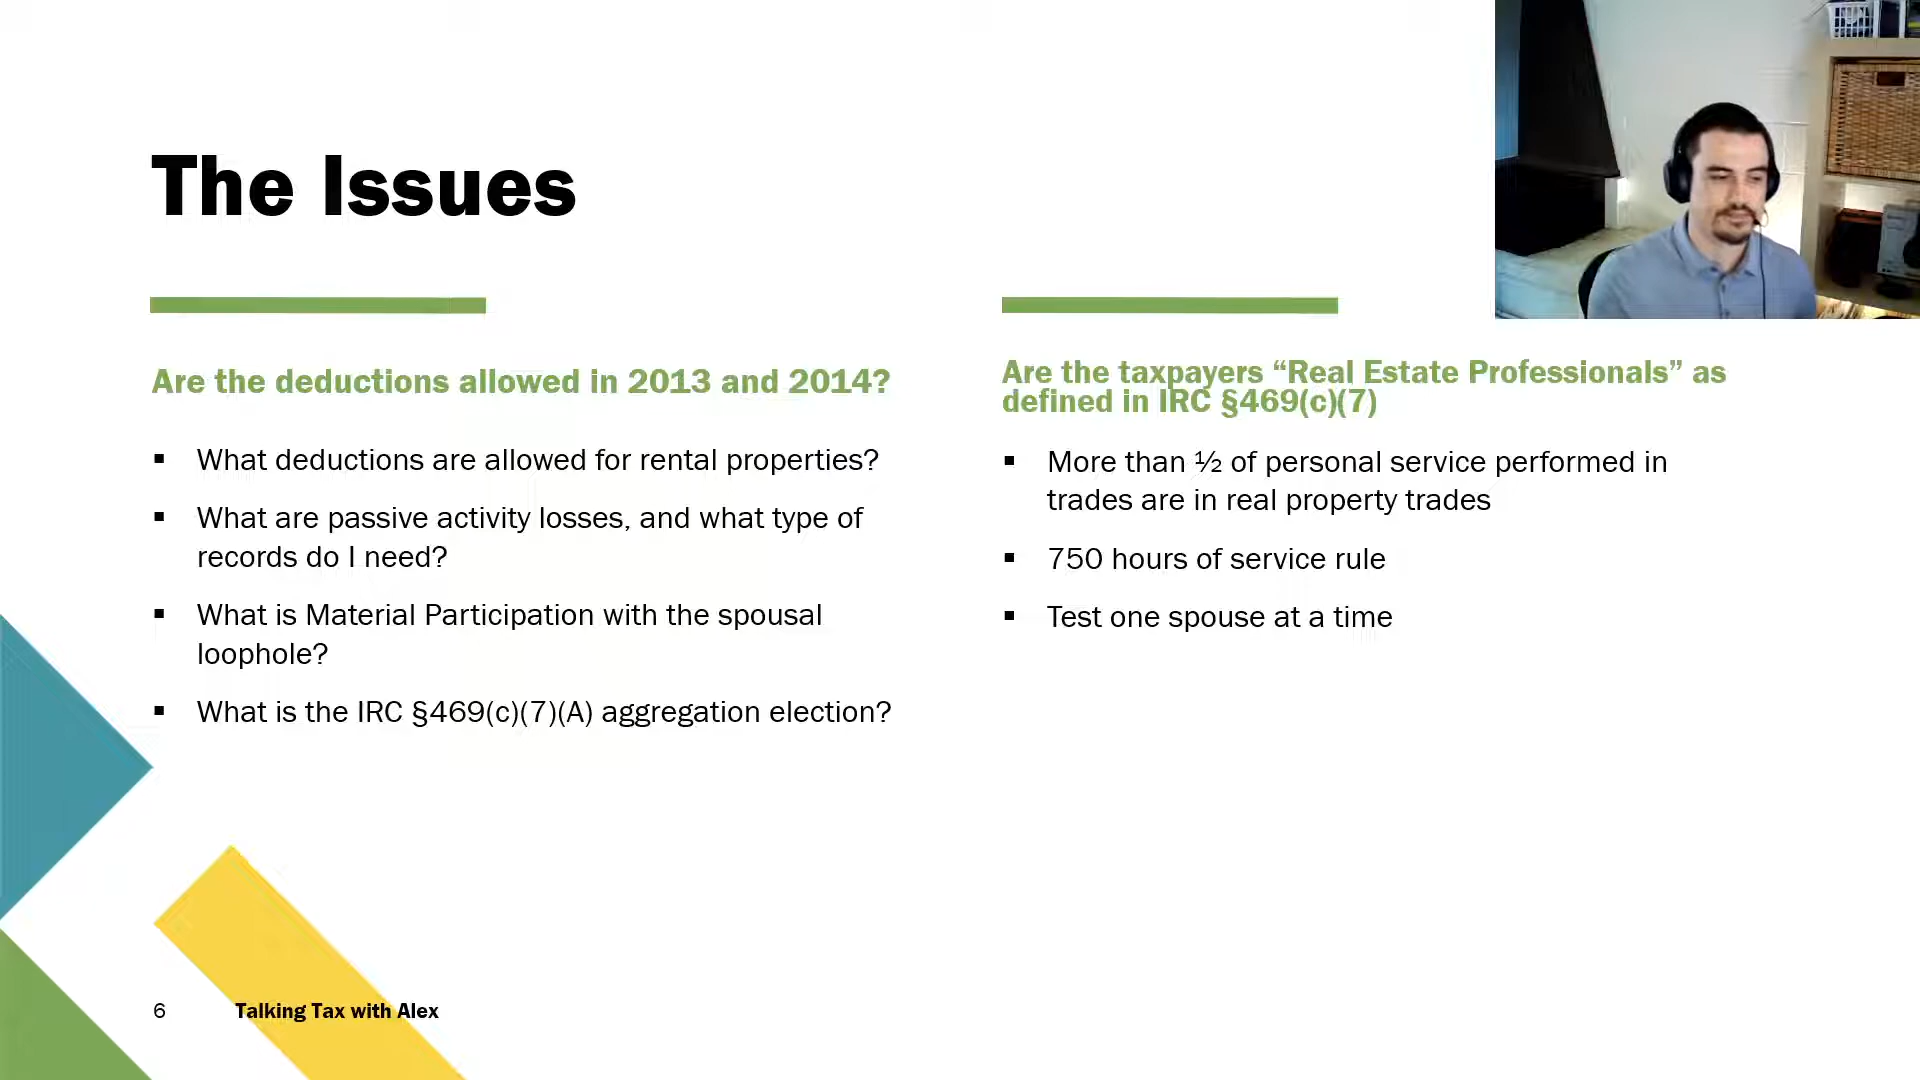 The Issues
Are the deductions allowed in 2013 and 2014?
▪ What deductions are allowed for rental properties?
▪ What are passive activity losses, and what type of
records do I need?
▪ What is Material Participation with the spousal
loophole?
▪ What is the IRC §469(c)(7)(A) aggregation election?
Are the taxpayers “Real Estate Professionals” as
defined in IRC §469(c)(7)
▪ More than ½ of personal service performed in
trades are in real property trades
▪ 750 hours of service rule
▪ Test one spouse at a time
6 Talking Tax with Alex